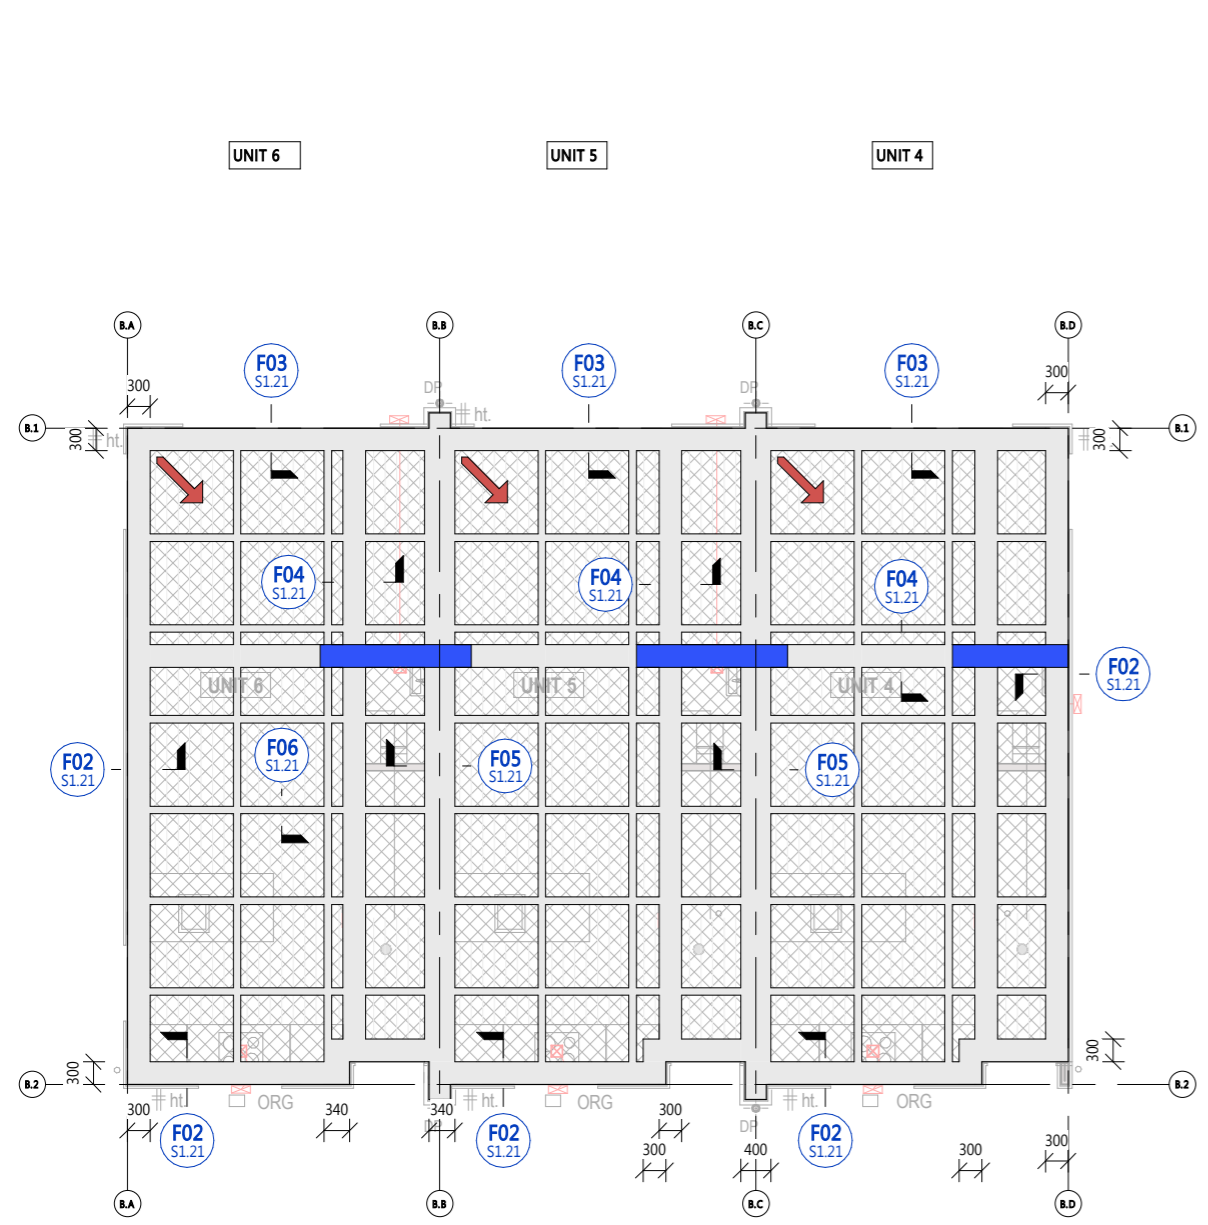 UNIT 6
UNIT 5
UNIT 4
B.A
B.B
B.C
B.D
F03
S1.21
F03
S1.21
F03
S1.21
300
DP
DP
300
B.1
300
ht.
ht.
300
B.1
F04
S1.21
F04
S1.21
F04
S1.21
UNIT 6
UNIT 5
UNIT 4
F02
S1.21
F02
S1.21
F06
S1.21
F05
S1.21
F05
S1.21
B.2
300
300
B.2
ht.
ORG
ht.
ORG
ht.
ORG
300
340
340
300
DP
DP
F02
S1.21
F02
S1.21
F02
S1.21
300
400
300
300
B.A
B.B
B.C
B.D